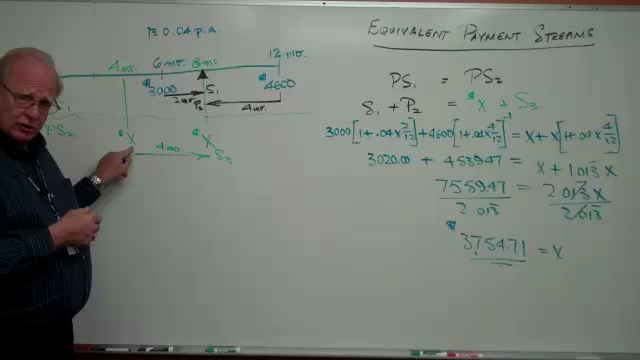 r=0.04 p.a.
EQUIVALENT PAYMENT STREAMS
4 mo. 6 mo. 8 mo. 12 mo.
$3000 S₁ $4600
2 mo. P₂ 4 mo.
PS₂
$X $X
4 mo. S₃
PS₁ = PS₂
S₁ + P₂ = $X + S₃
3000[1+.04×2/12]+4600[1+.04×4/12]⁻¹ = X + X[1+.04×4/12]
3020.00 + 4539.47 = X + 1.013̅X
7559.47 / 2.013̅ = 2.013̅X / 2.013̅
$3754.71 = X